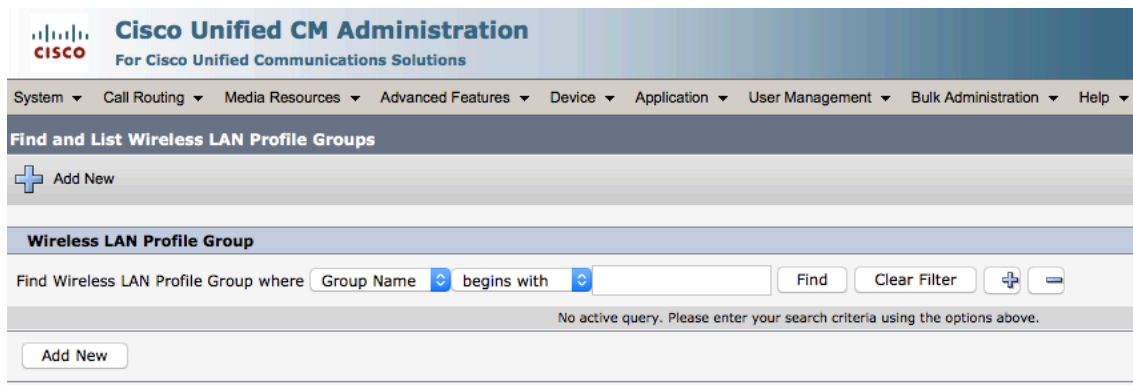 CISCO
Cisco Unified CM Administration
For Cisco Unified Communications Solutions
System Call Routing Media Resources Advanced Features Device Application User Management Bulk Administration Help
Find and List Wireless LAN Profile Groups
Add New
Wireless LAN Profile Group
Find Wireless LAN Profile Group where Group Name begins with Find Clear Filter
No active query. Please enter your search criteria using the options above.
Add New